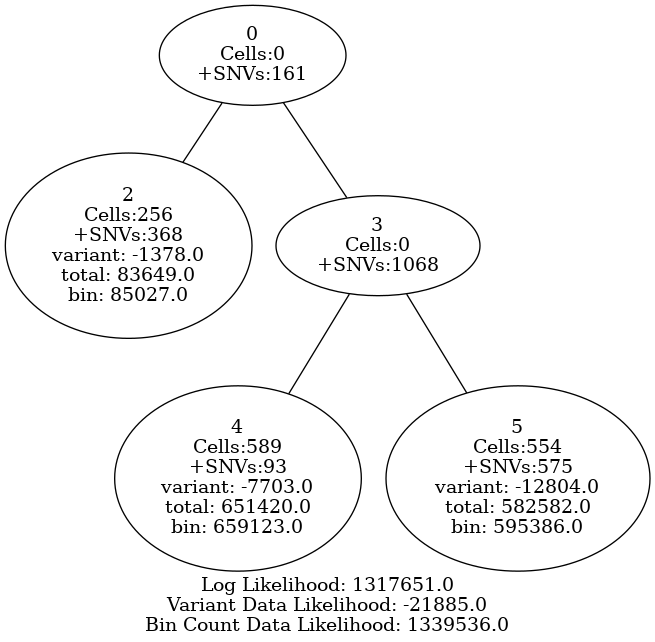 0
Cells:0
+SNVs:161
2
Cells:256
+SNVs:368
variant: -1378.0
total: 83649.0
bin: 85027.0
3
Cells:0
+SNVs:1068
4
Cells:589
+SNVs:93
variant: -7703.0
total: 651420.0
bin: 659123.0
5
Cells:554
+SNVs:575
variant: -12804.0
total: 582582.0
bin: 595386.0
Log Likelihood: 1317651.0
Variant Data Likelihood: -21885.0
Bin Count Data Likelihood: 1339536.0